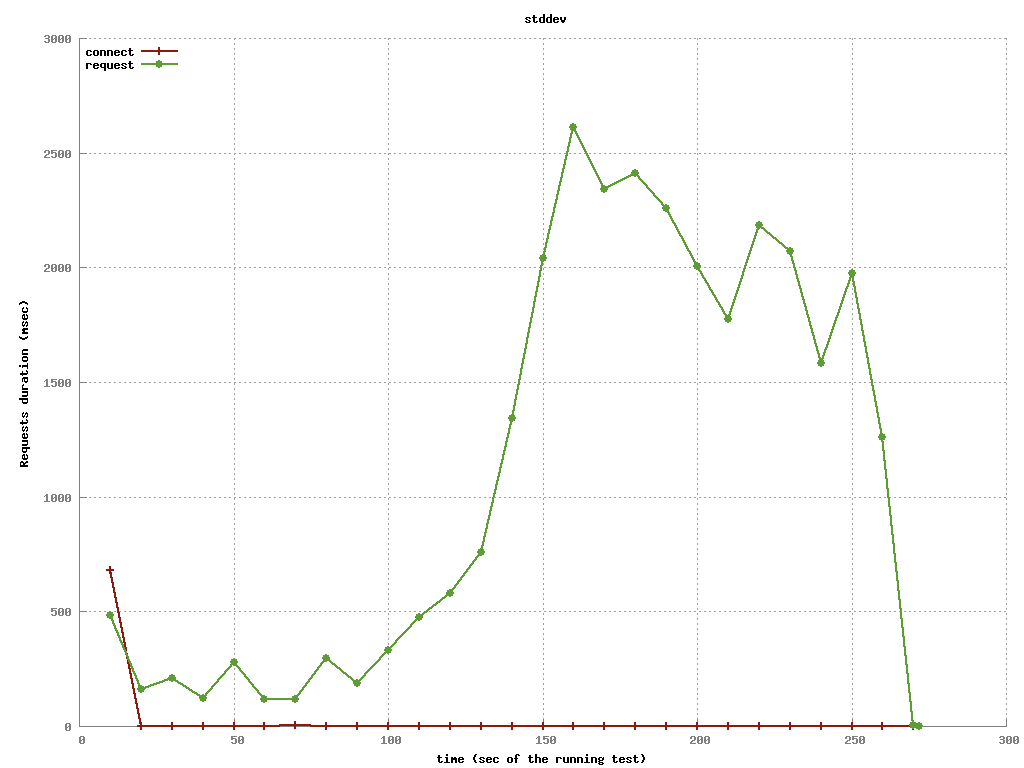 stddev
connect
request
3000
2500
2000
1500
1000
500
0
0 50 100 150 200 250 300
Requests duration (msec)
time (sec of the running test)